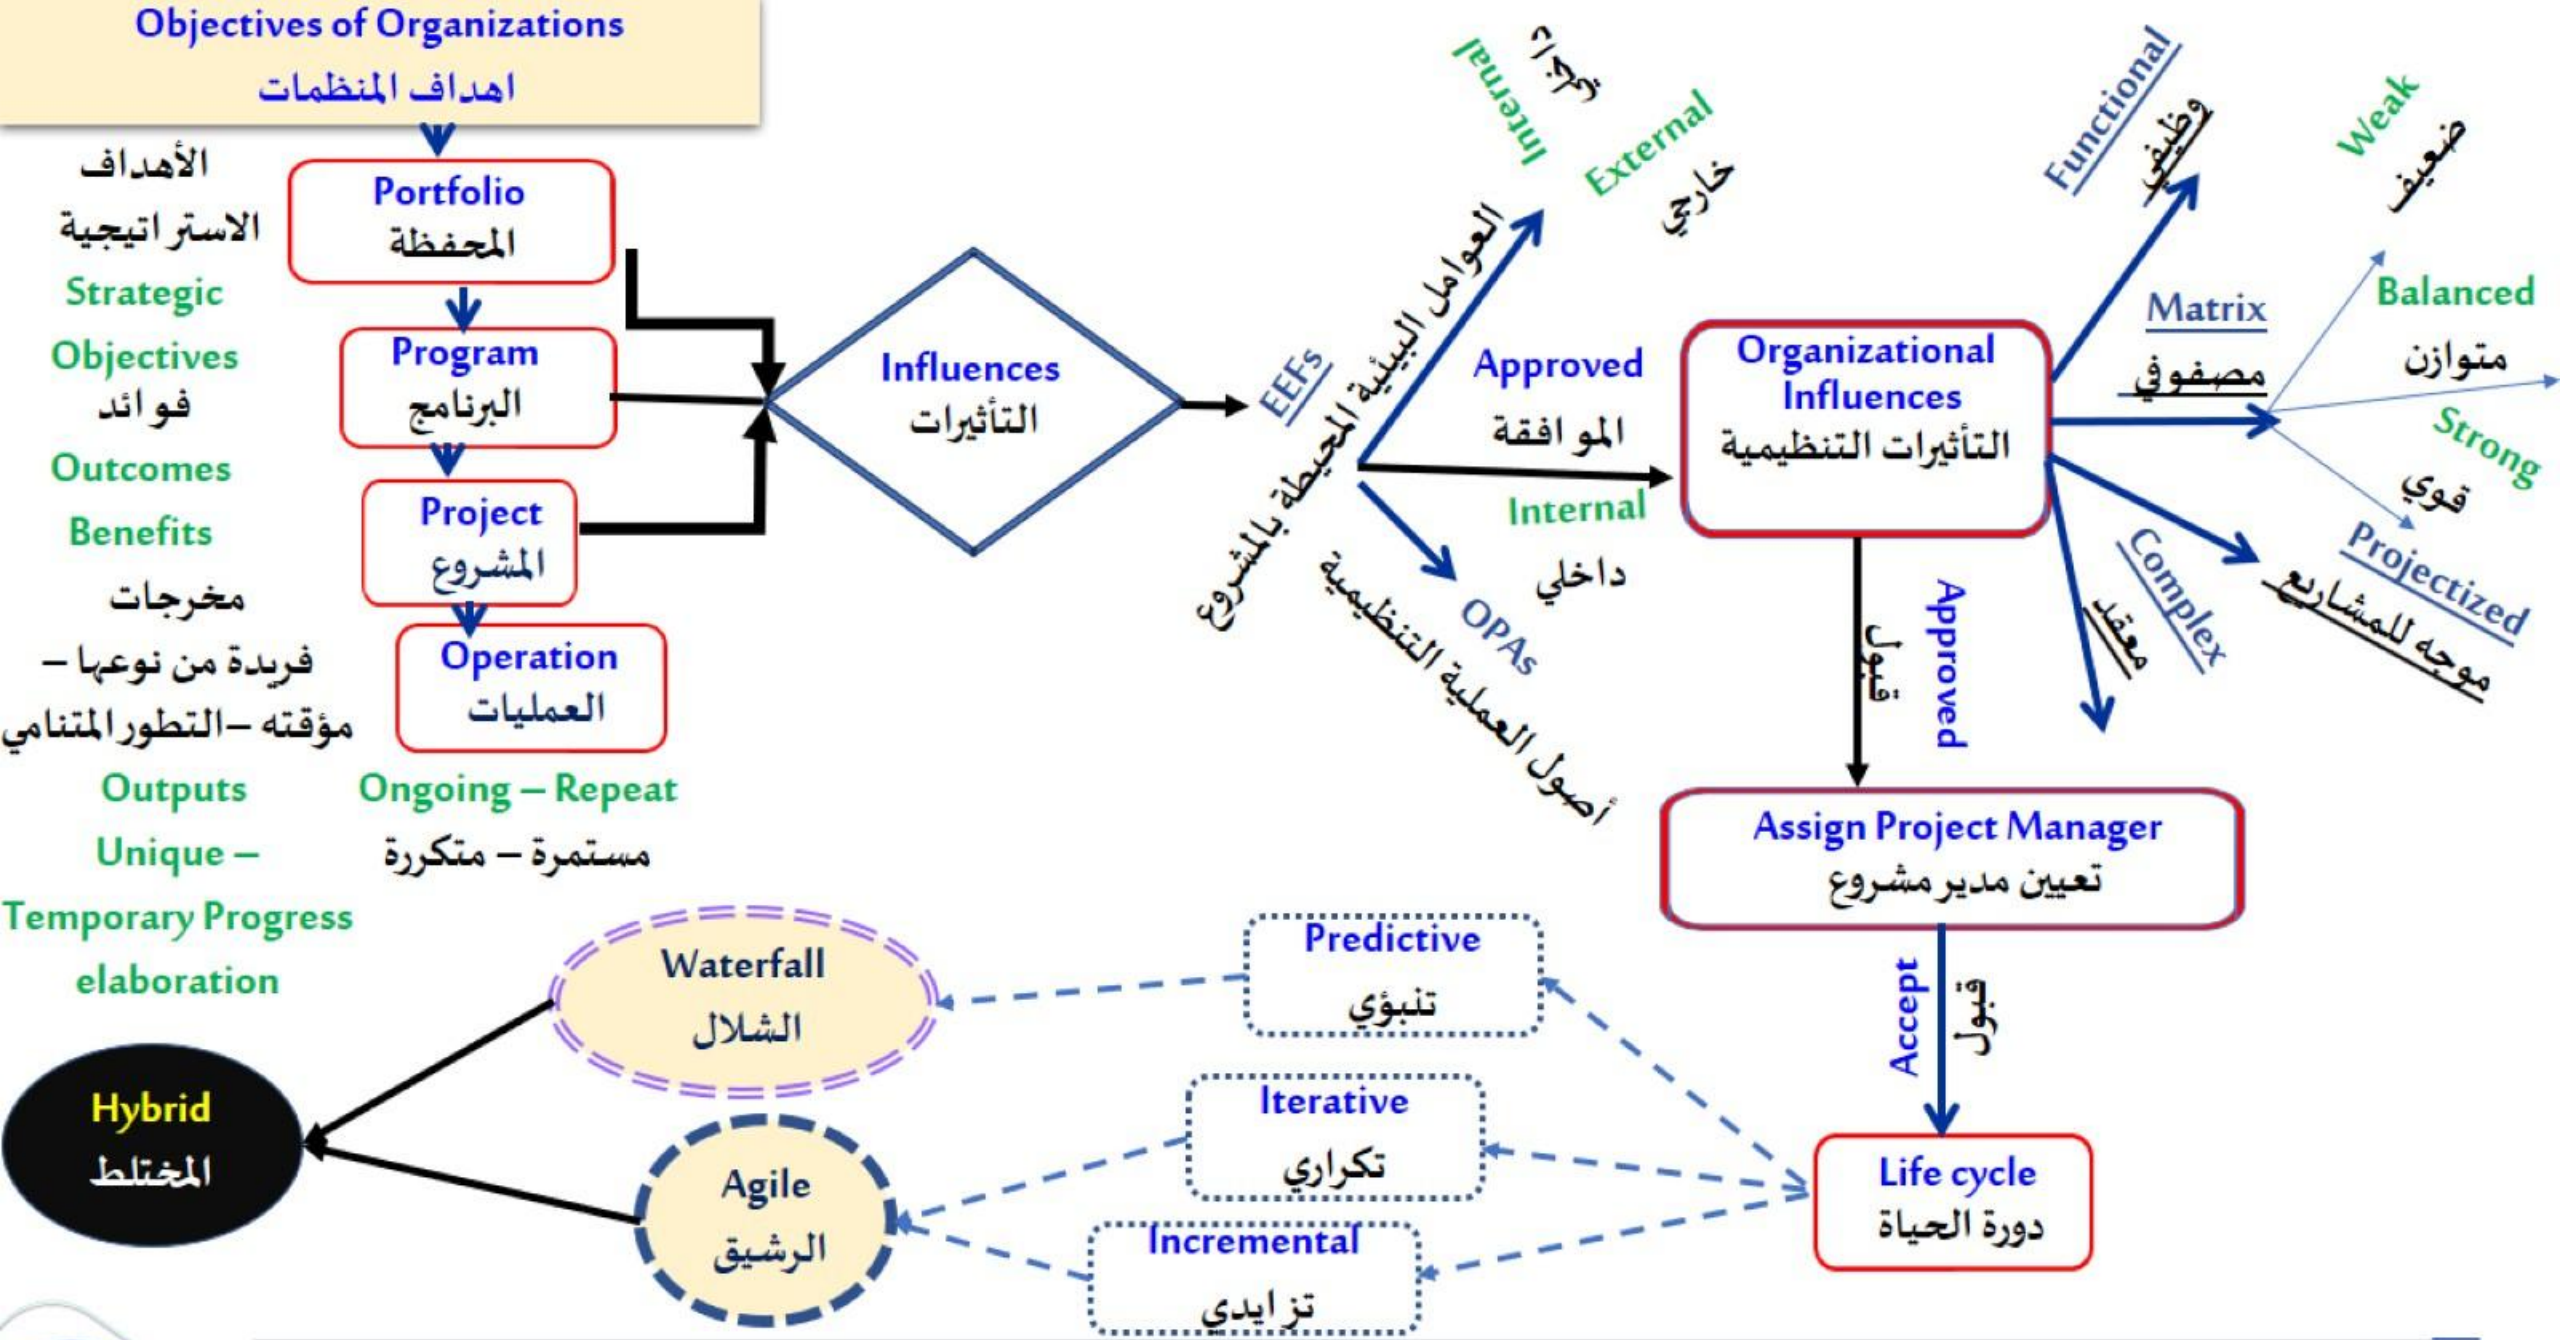 Objectives of Organizations
اهداف المنظمات
الأهداف
الاستراتيجية
Strategic
Objectives
فوائد
Outcomes
Benefits
مخرجات
فريدة من نوعها –
مؤقته – التطور المتنامي
Outputs
Unique –
Temporary Progress
elaboration
Portfolio
المحفظة
Program
البرنامج
Project
المشروع
Operation
العمليات
Ongoing – Repeat
مستمرة – متكررة
Influences
التأثيرات
EEFs
العوامل البيئية المحيطة بالمشروع
Internal
External
خارجي
Approved
الموافقة
Internal
داخلي
OPAs
أصول العملية التنظيمية
Organizational
Influences
التأثيرات التنظيمية
Functional
وظيفي
Matrix
مصفوفي
Weak
ضعيف
Balanced
متوازن
Strong
قوي
Projectized
موجه للمشاريع
Complex
معقد
Approved
قبول
Assign Project Manager
تعيين مدير مشروع
Accept
قبول
Life cycle
دورة الحياة
Predictive
تنبؤي
Iterative
تكراري
Incremental
تزايدي
Waterfall
الشلال
Agile
الرشيق
Hybrid
المختلط